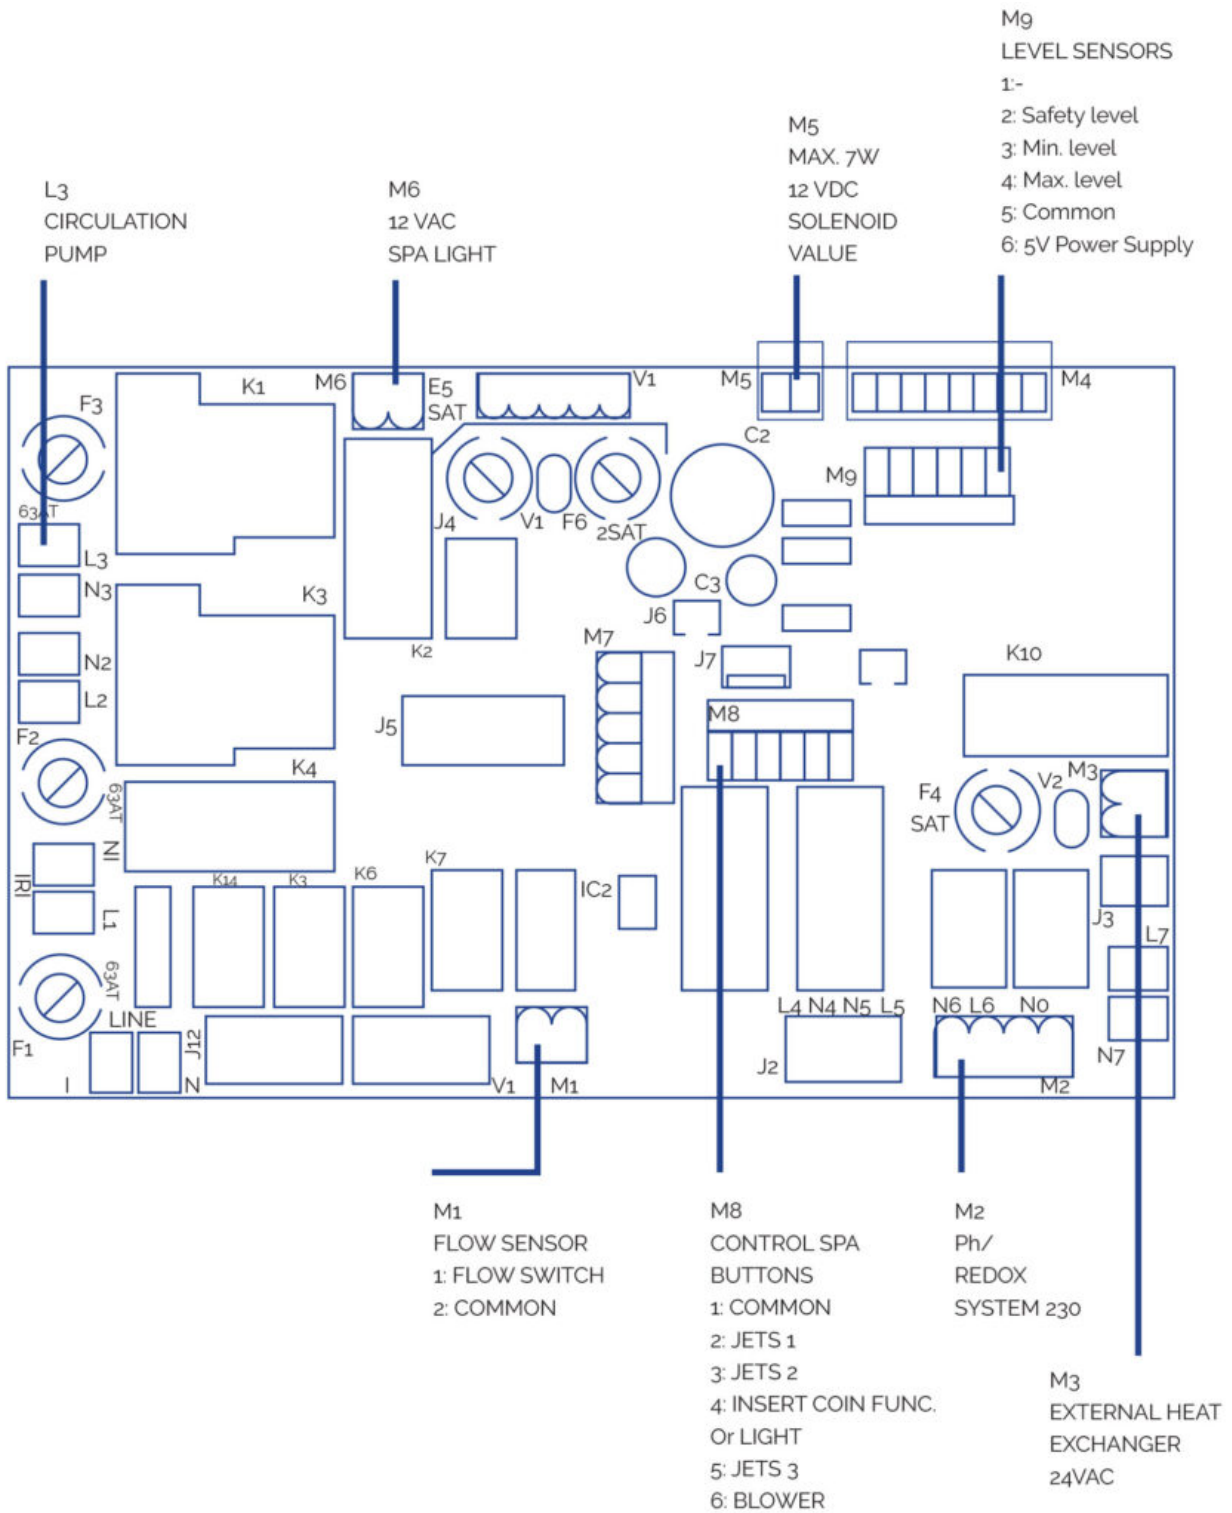 M9
LEVEL SENSORS
1:-
2: Safety level
3: Min. level
4: Max. level
5: Common
6: 5V Power Supply
M5
MAX. 7W
12 VDC
SOLENOID
VALUE
L3
CIRCULATION
PUMP
M6
12 VAC
SPA LIGHT
F3
K1
M6
E5
SAT
V1
M5
M4
C2
M9
63AT
J4
V1
F6
2SAT
L3
N3
K3
C3
J6
M7
K2
J7
K10
N2
L2
J5
M8
F2
K4
63AT
F4
SAT
V2
M3
NI
IRI
L1
K14
K3
K6
K7
IC2
J3
L7
63AT
LINE
F1
J12
I
N
V1
M1
L4 N4 N5 L5
J2
N6 L6 N0
M2
N7
M1
FLOW SENSOR
1: FLOW SWITCH
2: COMMON
M8
CONTROL SPA
BUTTONS
1: COMMON
2: JETS 1
3: JETS 2
4: INSERT COIN FUNC.
Or LIGHT
5: JETS 3
6: BLOWER
M2
Ph/
REDOX
SYSTEM 230
M3
EXTERNAL HEAT
EXCHANGER
24VAC